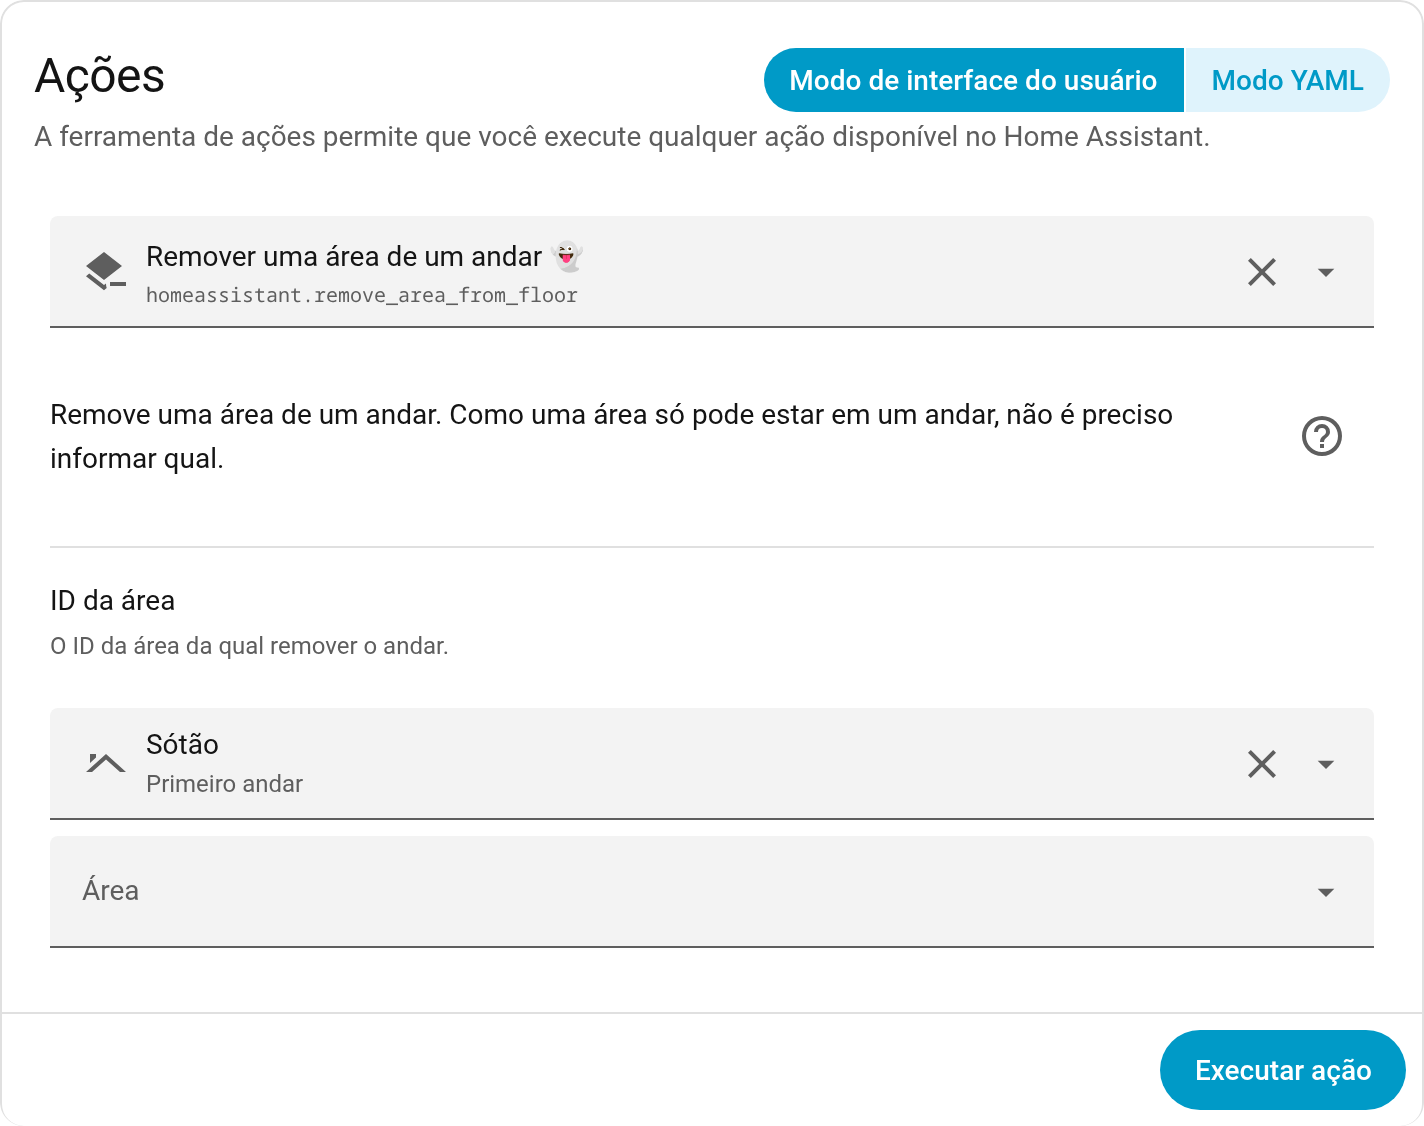 Ações
Modo de interface do usuário
Modo YAML
A ferramenta de ações permite que você execute qualquer ação disponível no Home Assistant.
Remover uma área de um andar 👻
homeassistant.remove_area_from_floor
Remove uma área de um andar. Como uma área só pode estar em um andar, não é preciso
informar qual.
ID da área
O ID da área da qual remover o andar.
Sótão
Primeiro andar
Área
Executar ação